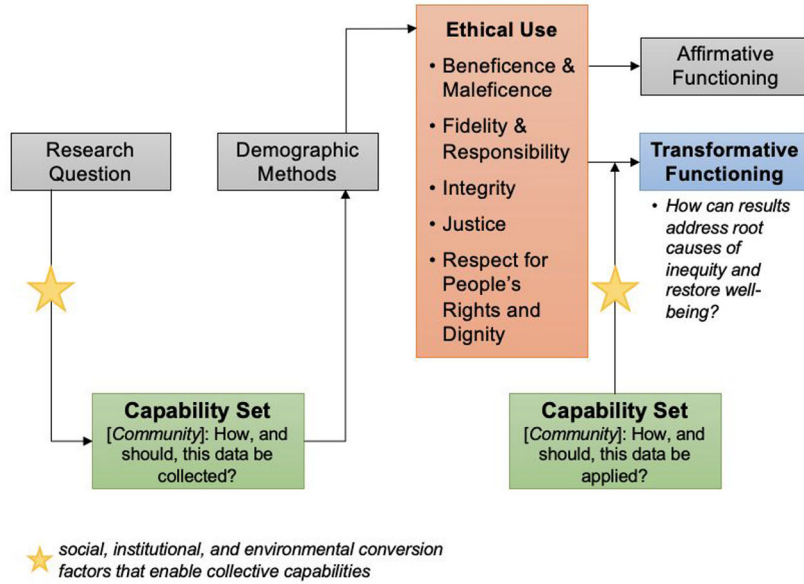 Research
Question
Demographic
Methods
Ethical Use
• Beneficence &
Maleficence
• Fidelity &
Responsibility
• Integrity
• Justice
• Respect for
People's
Rights and
Dignity
Affirmative
Functioning
Transformative
Functioning
• How can results
address root
causes of
inequity and
restore well-
being?
Capability Set
[Community]: How, and
should, this data be
collected?
Capability Set
[Community]: How, and
should, this data be
applied?
social, institutional, and environmental conversion
factors that enable collective capabilities